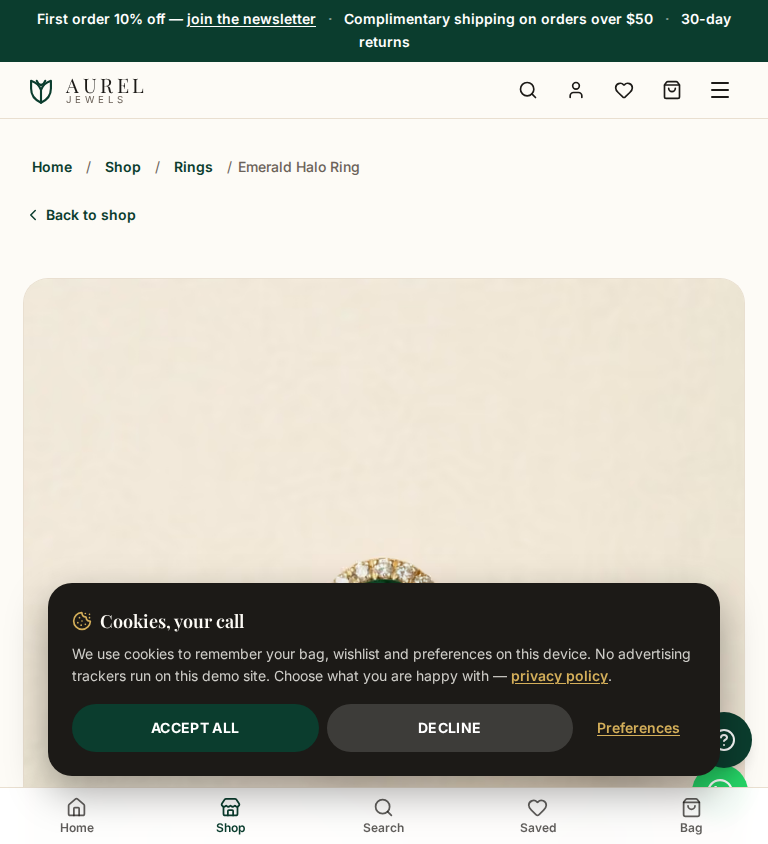 First order 10% off — join the newsletter · Complimentary shipping on orders over $50 · 30-day
returns
AUREL
JEWELS
Home / Shop / Rings / Emerald Halo Ring
Back to shop
Cookies, your call
We use cookies to remember your bag, wishlist and preferences on this device. No advertising
trackers run on this demo site. Choose what you are happy with — privacy policy.
ACCEPT ALL DECLINE Preferences
Home Shop Search Saved Bag